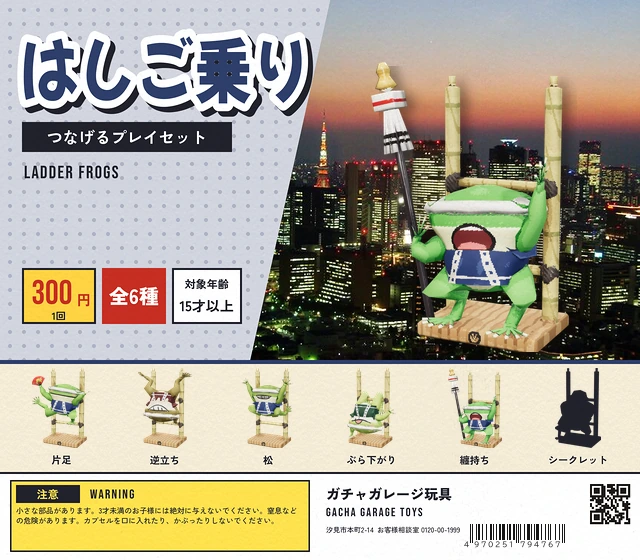 はしご乗り
つなげるプレイセット
LADDER FROGS
300円
1回
全6種
対象年齢
15才以上
片足
逆立ち
松
ぶら下がり
纏持ち
シークレット
注意 WARNING
小さな部品があります。3才未満のお子様には絶対に与えないでください。窒息など
の危険があります。カプセルを口に入れたり、かぶったりしないでください。
ガチャガレージ玩具
GACHA GARAGE TOYS
汐見市本町2-14 お客様相談室 0120-00-1999
4 970251 794767